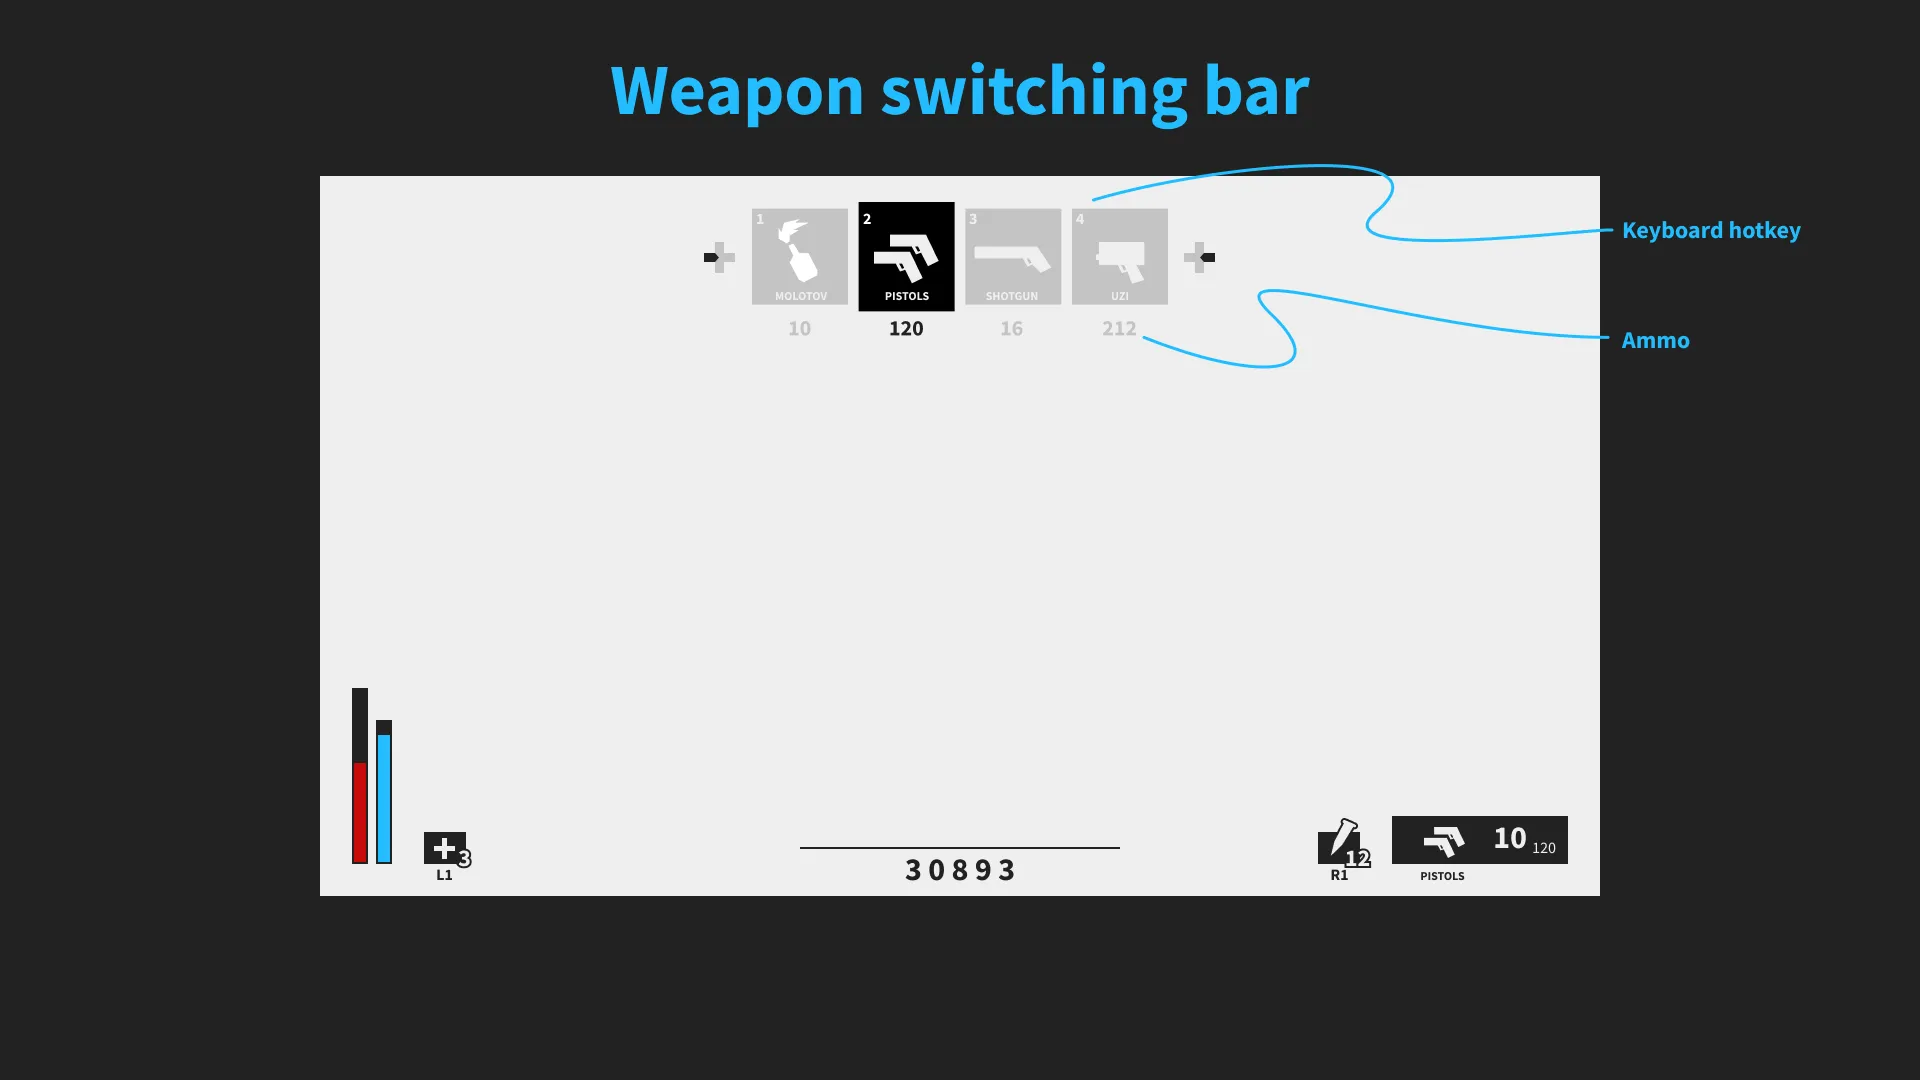 Weapon switching bar
1 2 3 4
Keyboard hotkey
MOLOTOV PISTOLS SHOTGUN UZI
10 120 16 212
Ammo
3
L1
30893
12
R1
10 120
PISTOLS